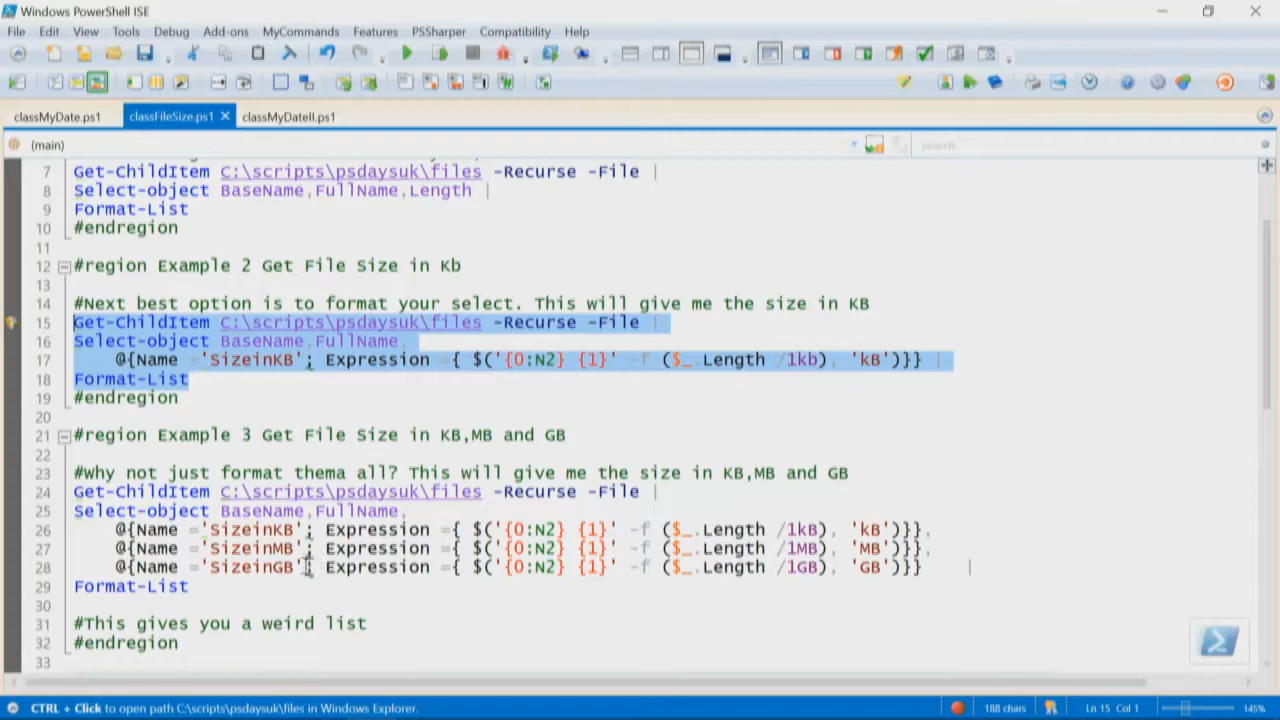 Windows PowerShell ISE
File Edit View Tools Debug Add-ons MyCommands Features PSSharper Compatibility Help
classMyDate.ps1 classFileSize.ps1 classMyDateII.ps1
(main) search
7 Get-ChildItem C:\scripts\psdaysuk\files -Recurse -File |
8 Select-object BaseName,FullName,Length |
9 Format-List
10 #endregion
11
12 #region Example 2 Get File Size in Kb
13
14 #Next best option is to format your select. This will give me the size in KB
15 Get-ChildItem C:\scripts\psdaysuk\files -Recurse -File |
16 Select-object BaseName,FullName,
17 @{Name ='SizeinKB'; Expression ={ $('{0:N2} {1}' -f ($_.Length /1kb), 'kB')}} |
18 Format-List
19 #endregion
20
21 #region Example 3 Get File Size in KB,MB and GB
22
23 #Why not just format thema all? This will give me the size in KB,MB and GB
24 Get-ChildItem C:\scripts\psdaysuk\files -Recurse -File |
25 Select-object BaseName,FullName,
26 @{Name ='SizeinKB'; Expression ={ $('{0:N2} {1}' -f ($_.Length /1kB), 'kB')}},
27 @{Name ='SizeinMB'; Expression ={ $('{0:N2} {1}' -f ($_.Length /1MB), 'MB')}},
28 @{Name ='SizeinGB'; Expression ={ $('{0:N2} {1}' -f ($_.Length /1GB), 'GB')}} |
29 Format-List
30
31 #This gives you a weird list
32 #endregion
33
CTRL + Click to open path C:\scripts\psdaysuk\files in Windows Explorer. 188 chars Ln 15 Col 1 145%